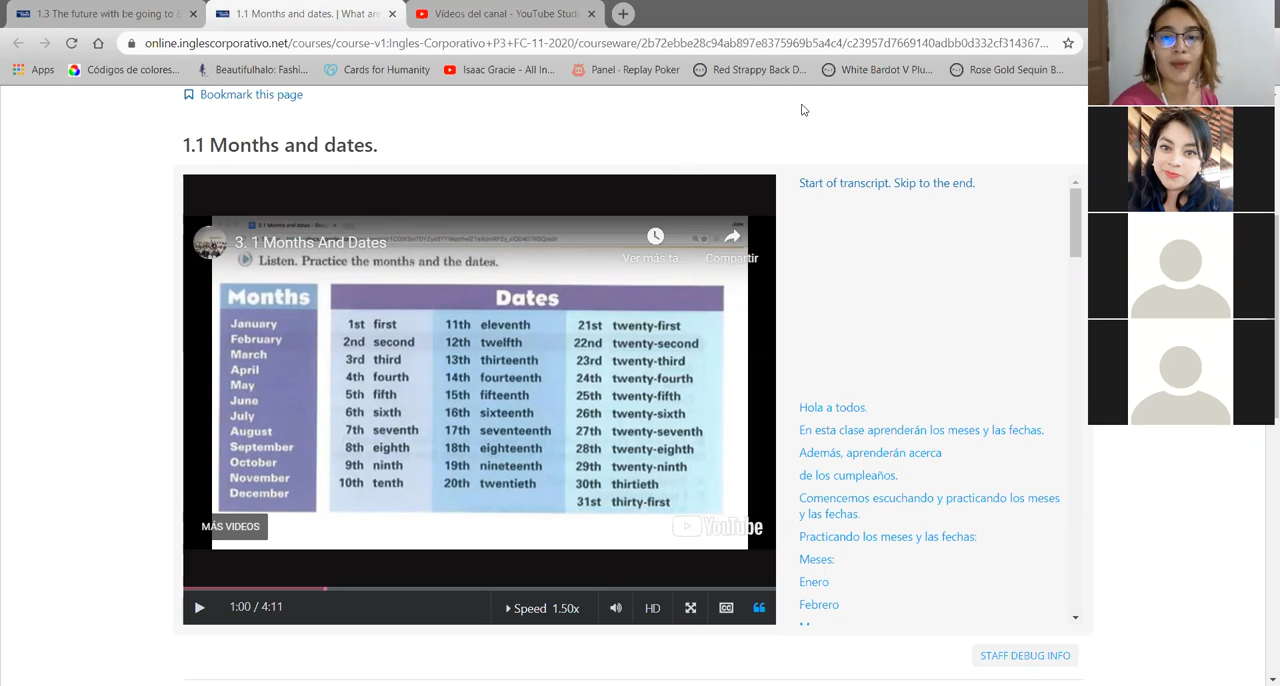 1.3 The future with be going to
1.1 Months and dates. | What are
Vídeos del canal - YouTube Studi
online.inglescorporativo.net/courses/course-v1:Ingles-Corporativo+P3+FC-11-2020/courseware/2b72ebbe28c94ab897e8375969b5a4c4/c23957d7669140adbb0d332cf314367...
Apps
Códigos de colores...
Beautifulhalo: Fashi...
Cards for Humanity
Isaac Gracie - All In...
Panel - Replay Poker
Red Strappy Back D...
White Bardot V Plu...
Rose Gold Sequin B...
Bookmark this page
1.1 Months and dates.
3. 1 Months And Dates
Ver más ta...
Compartir
Listen. Practice the months and the dates.
Months
January
February
March
April
May
June
July
August
September
October
November
December
Dates
1st first
2nd second
3rd third
4th fourth
5th fifth
6th sixth
7th seventh
8th eighth
9th ninth
10th tenth
11th eleventh
12th twelfth
13th thirteenth
14th fourteenth
15th fifteenth
16th sixteenth
17th seventeenth
18th eighteenth
19th nineteenth
20th twentieth
21st twenty-first
22nd twenty-second
23rd twenty-third
24th twenty-fourth
25th twenty-fifth
26th twenty-sixth
27th twenty-seventh
28th twenty-eighth
29th twenty-ninth
30th thirtieth
31st thirty-first
MÁS VIDEOS
YouTube
1:00 / 4:11
Speed 1.50x
HD
CC
Start of transcript. Skip to the end.
Hola a todos.
En esta clase aprenderán los meses y las fechas.
Además, aprenderán acerca
de los cumpleaños.
Comencemos escuchando y practicando los meses
y las fechas.
Practicando los meses y las fechas:
Meses:
Enero
Febrero
STAFF DEBUG INFO